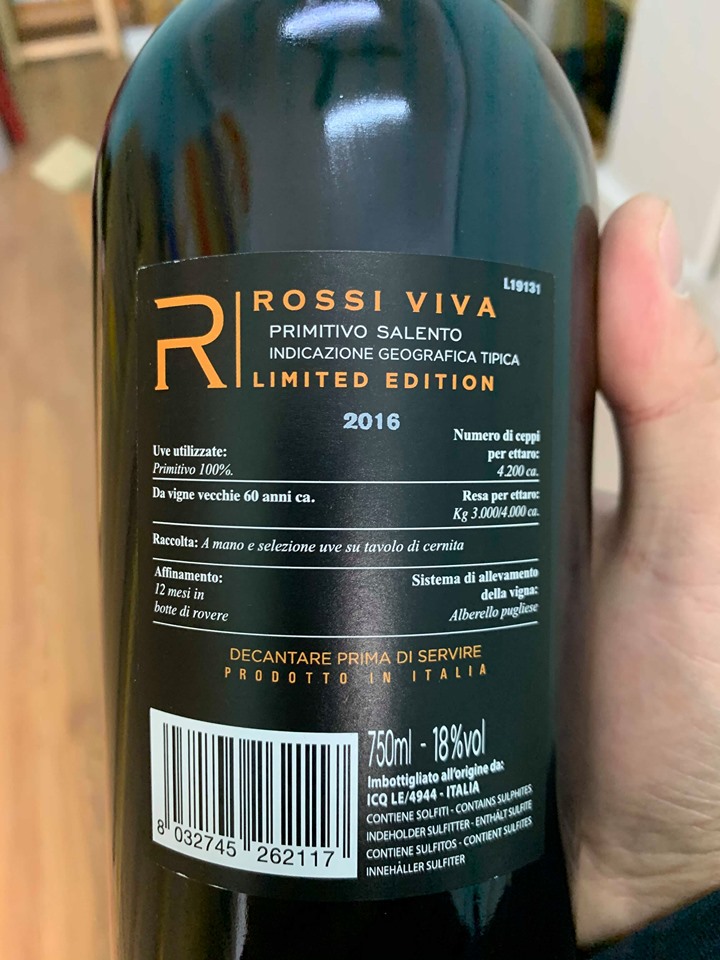 L19131
R
ROSSI VIVA
PRIMITIVO SALENTO
INDICAZIONE GEOGRAFICA TIPICA
LIMITED EDITION
2016
Uve utilizzate:
Primitivo 100%.
Numero di ceppi
per ettaro:
4.200 ca.
Da vigne vecchie 60 anni ca.
Resa per ettaro:
Kg 3.000/4.000 ca.
Raccolta: A mano e selezione uve su tavolo di cernita
Affinamento:
12 mesi in
botte di rovere
Sistema di allevamento
della vigna:
Alberello pugliese
DECANTARE PRIMA DI SERVIRE
PRODOTTO IN ITALIA
8 032745 262117
750ml - 18%vol
Imbottigliato all'origine da:
ICQ LE/4944 - ITALIA
CONTIENE SOLFITI - CONTAINS SULPHITES
INDEHOLDER SULFITTER - ENTHÄLT SULFITE
CONTIENE SULFITOS - CONTIENT SULFITES
INNEHÅLLER SULFITER